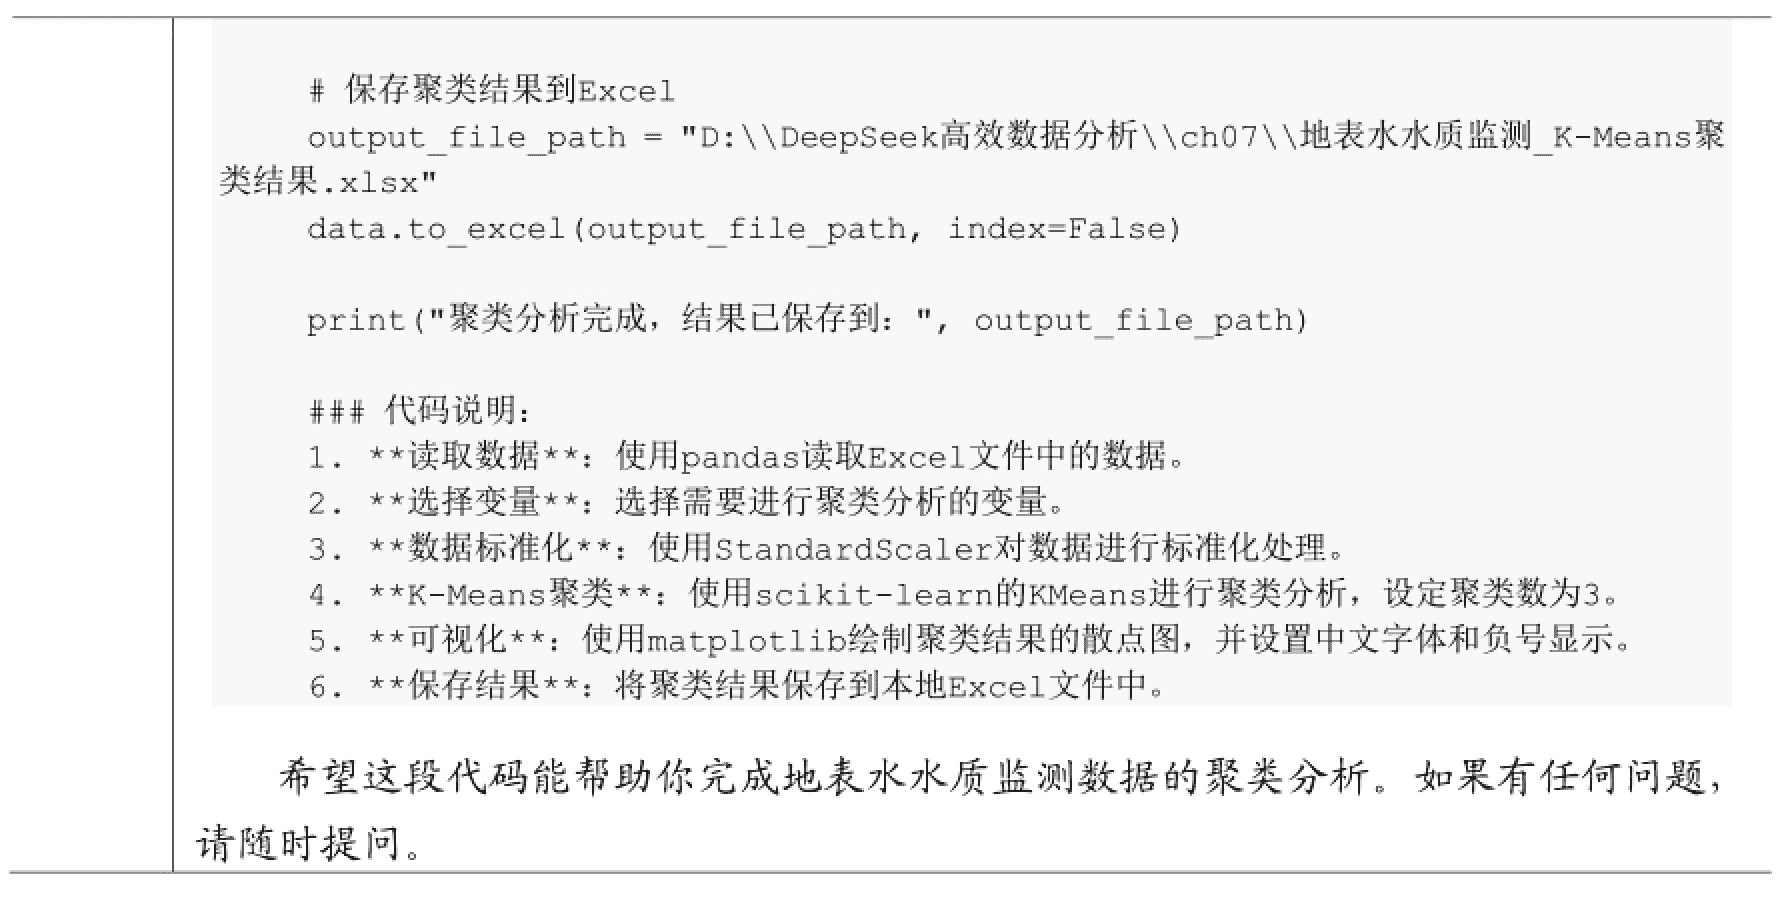 # 保存聚类结果到Excel
output_file_path = "D:\\DeepSeek高效数据分析\\ch07\\地表水水质监测_K-Means聚
类结果.xlsx"
data.to_excel(output_file_path, index=False)
print("聚类分析完成，结果已保存到：", output_file_path)
### 代码说明：
1. **读取数据**：使用pandas读取Excel文件中的数据。
2. **选择变量**：选择需要进行聚类分析的变量。
3. **数据标准化**：使用StandardScaler对数据进行标准化处理。
4. **K-Means聚类**：使用scikit-learn的KMeans进行聚类分析，设定聚类数为3。
5. **可视化**：使用matplotlib绘制聚类结果的散点图，并设置中文字体和负号显示。
6. **保存结果**：将聚类结果保存到本地Excel文件中。
希望这段代码能帮助你完成地表水水质监测数据的聚类分析。如果有任何问题，
请随时提问。